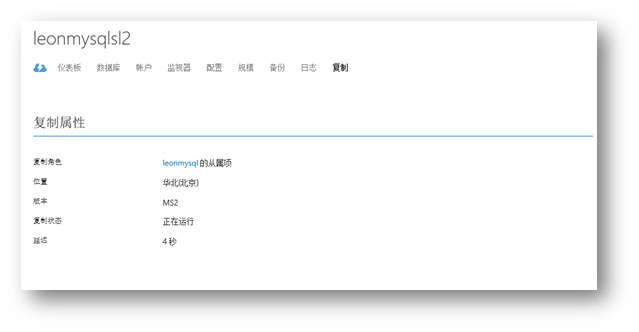 leonmysqlsl2
仪表板 数据库 帐户 监视器 配置 规模 备份 日志 复制
复制属性
复制角色 leonmysql 的从属项
位置 华北(北京)
版本 MS2
复制状态 正在运行
延迟 4 秒